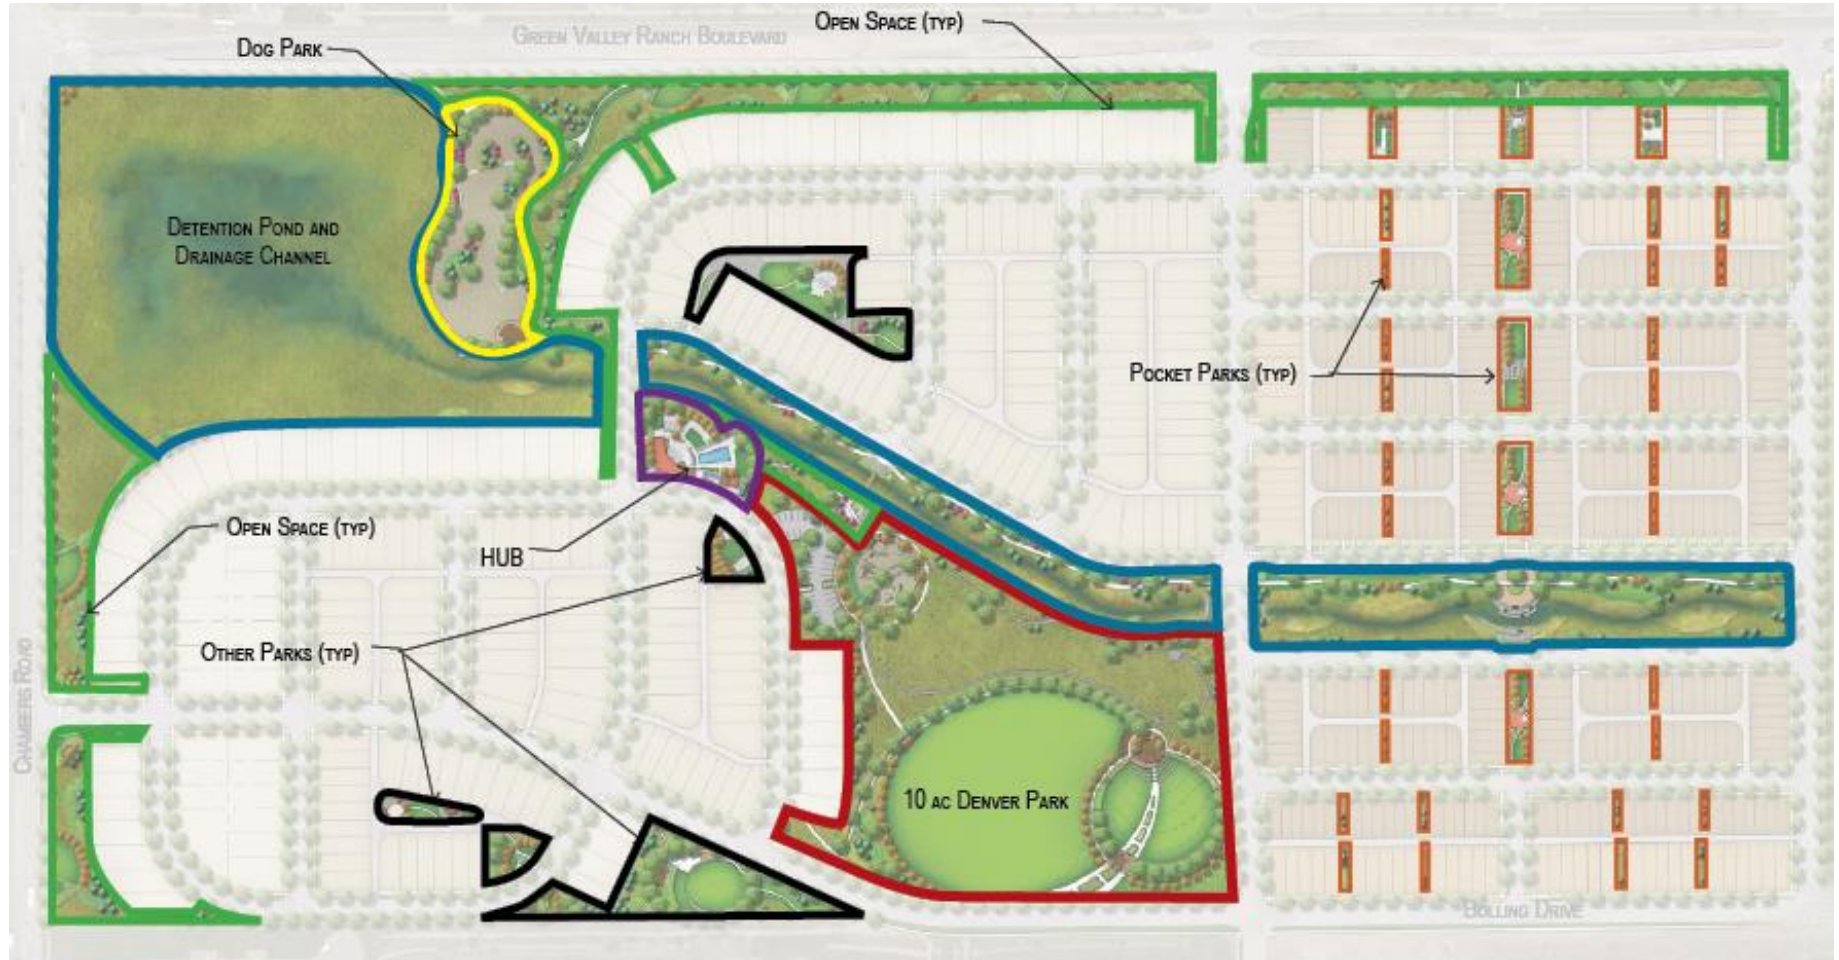 Green Valley Ranch Boulevard
Open Space (typ)
Dog Park
Detention Pond and
Drainage Channel
Pocket Parks (typ)
Open Space (typ)
HUB
Other Parks (typ)
Chambers Road
10 ac Denver Park
Bolling Drive